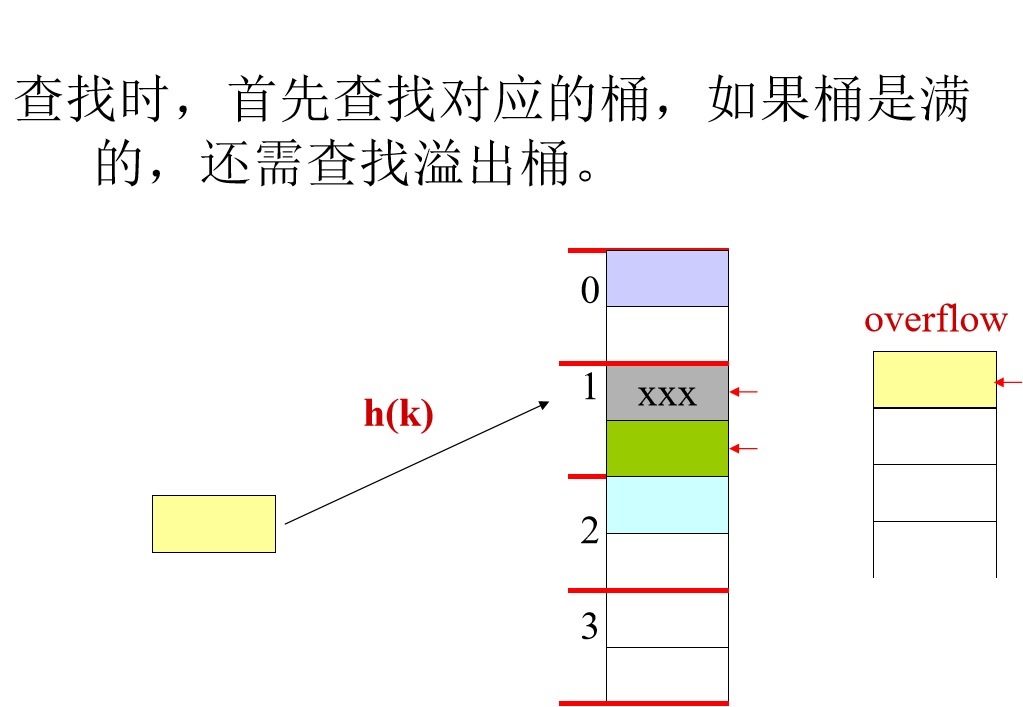 查找时，首先查找对应的桶，如果桶是满
的，还需查找溢出桶。
0
overflow
1
xxx
h(k)
2
3